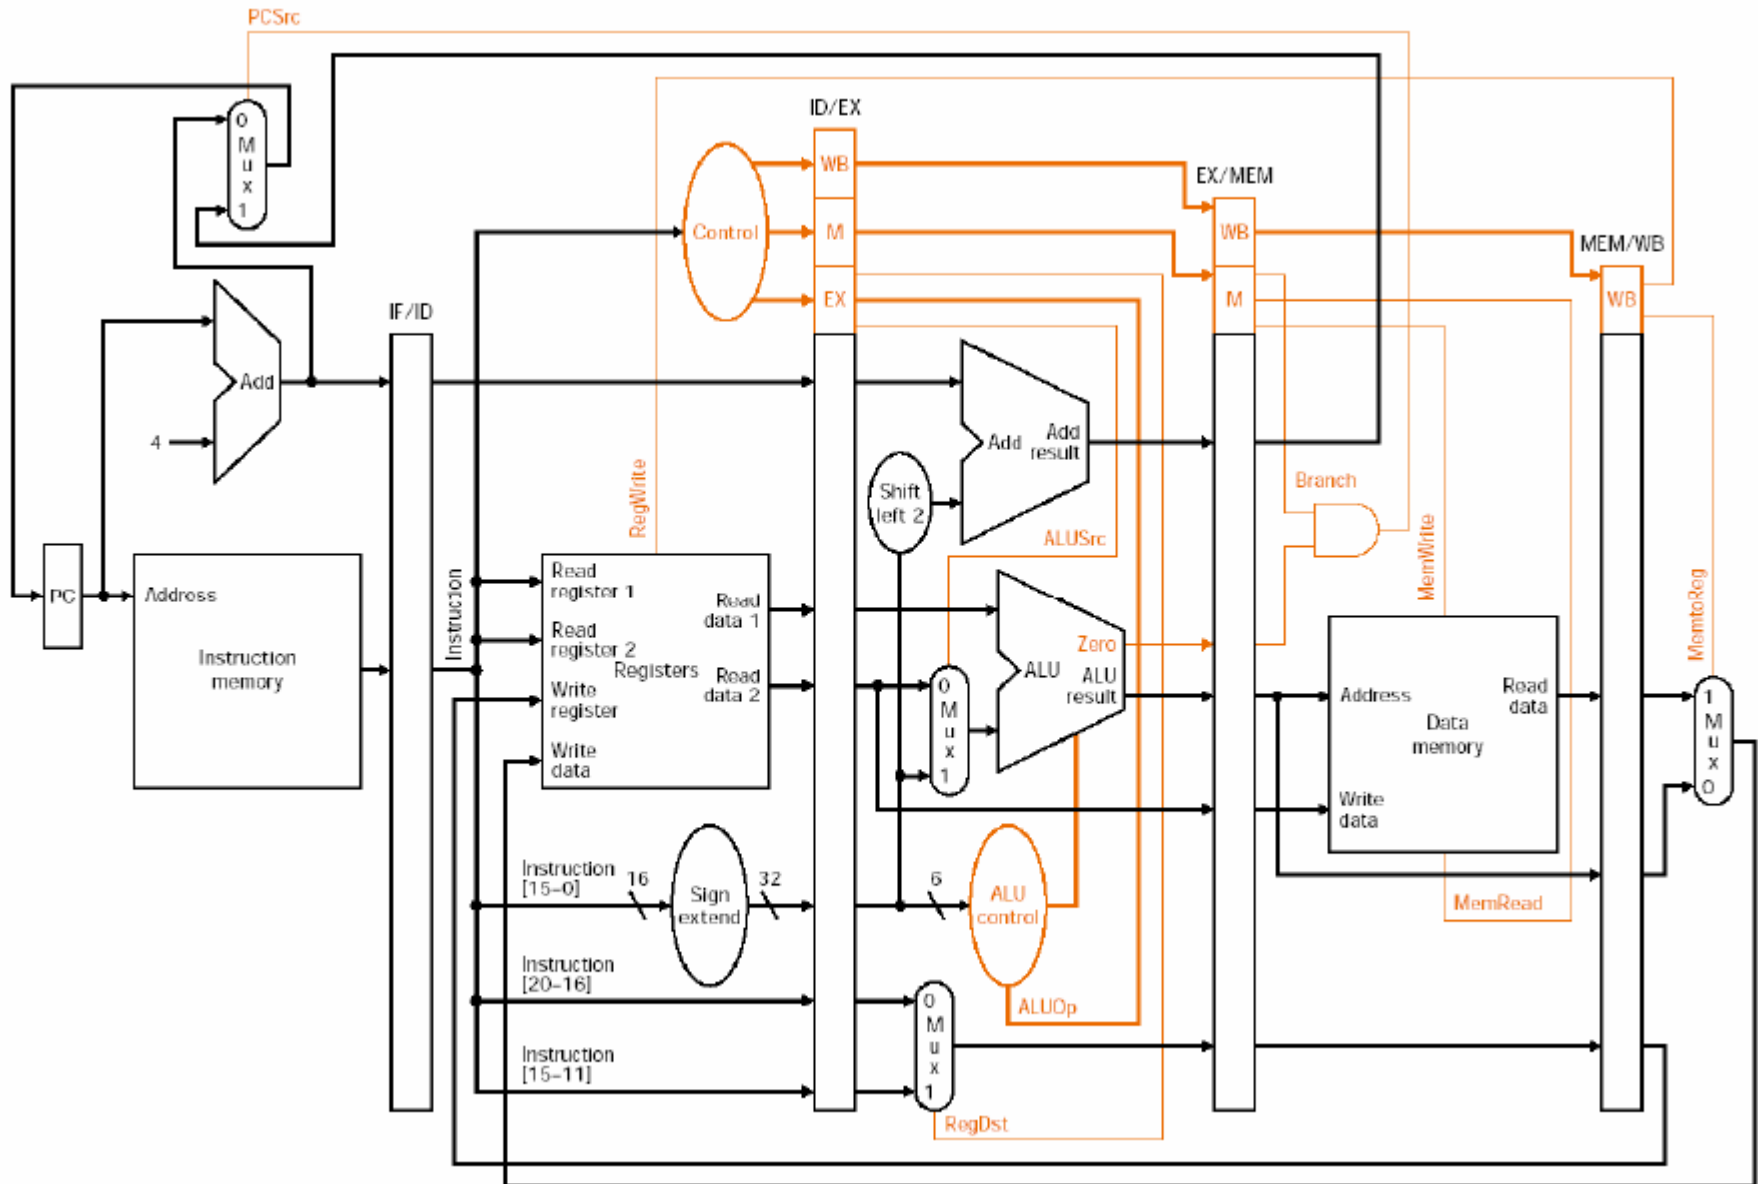 PCSrc
ID/EX
0
M
u
x
1
WB
EX/MEM
Control
M
WB
MEM/WB
EX
M
WB
IF/ID
Add
4
Add
Add
result
Shift
left 2
Branch
RegWrite
ALUSrc
MemWrite
PC
Address
Instruction
memory
Instruction
Read
register 1
Read
data 1
Read
register 2
Registers
Read
data 2
Write
register
Write
data
Zero
ALU
ALU
result
0
M
u
x
1
Address
Read
data
Data
memory
Write
data
MemtoReg
1
M
u
x
0
Instruction
[15–0]
16
Sign
extend
32
6
ALU
control
MemRead
Instruction
[20–16]
0
M
u
x
1
ALUOp
Instruction
[15–11]
RegDst